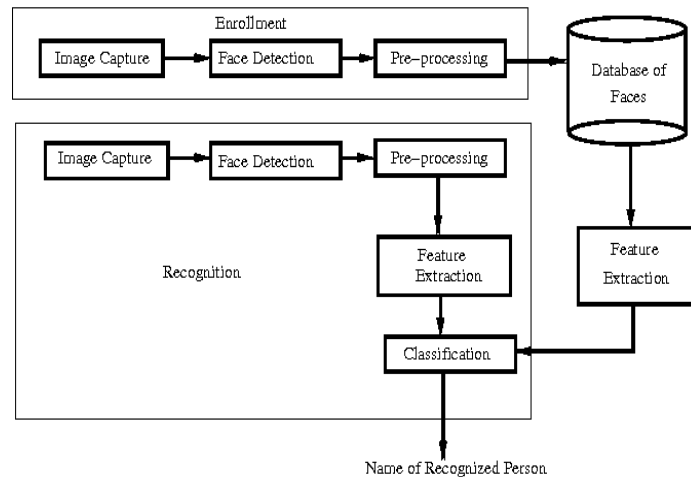 Enrollment
Image Capture
Face Detection
Pre-processing
Database of
Faces
Image Capture
Face Detection
Pre-processing
Feature
Extraction
Feature
Extraction
Recognition
Classification
Name of Recognized Person